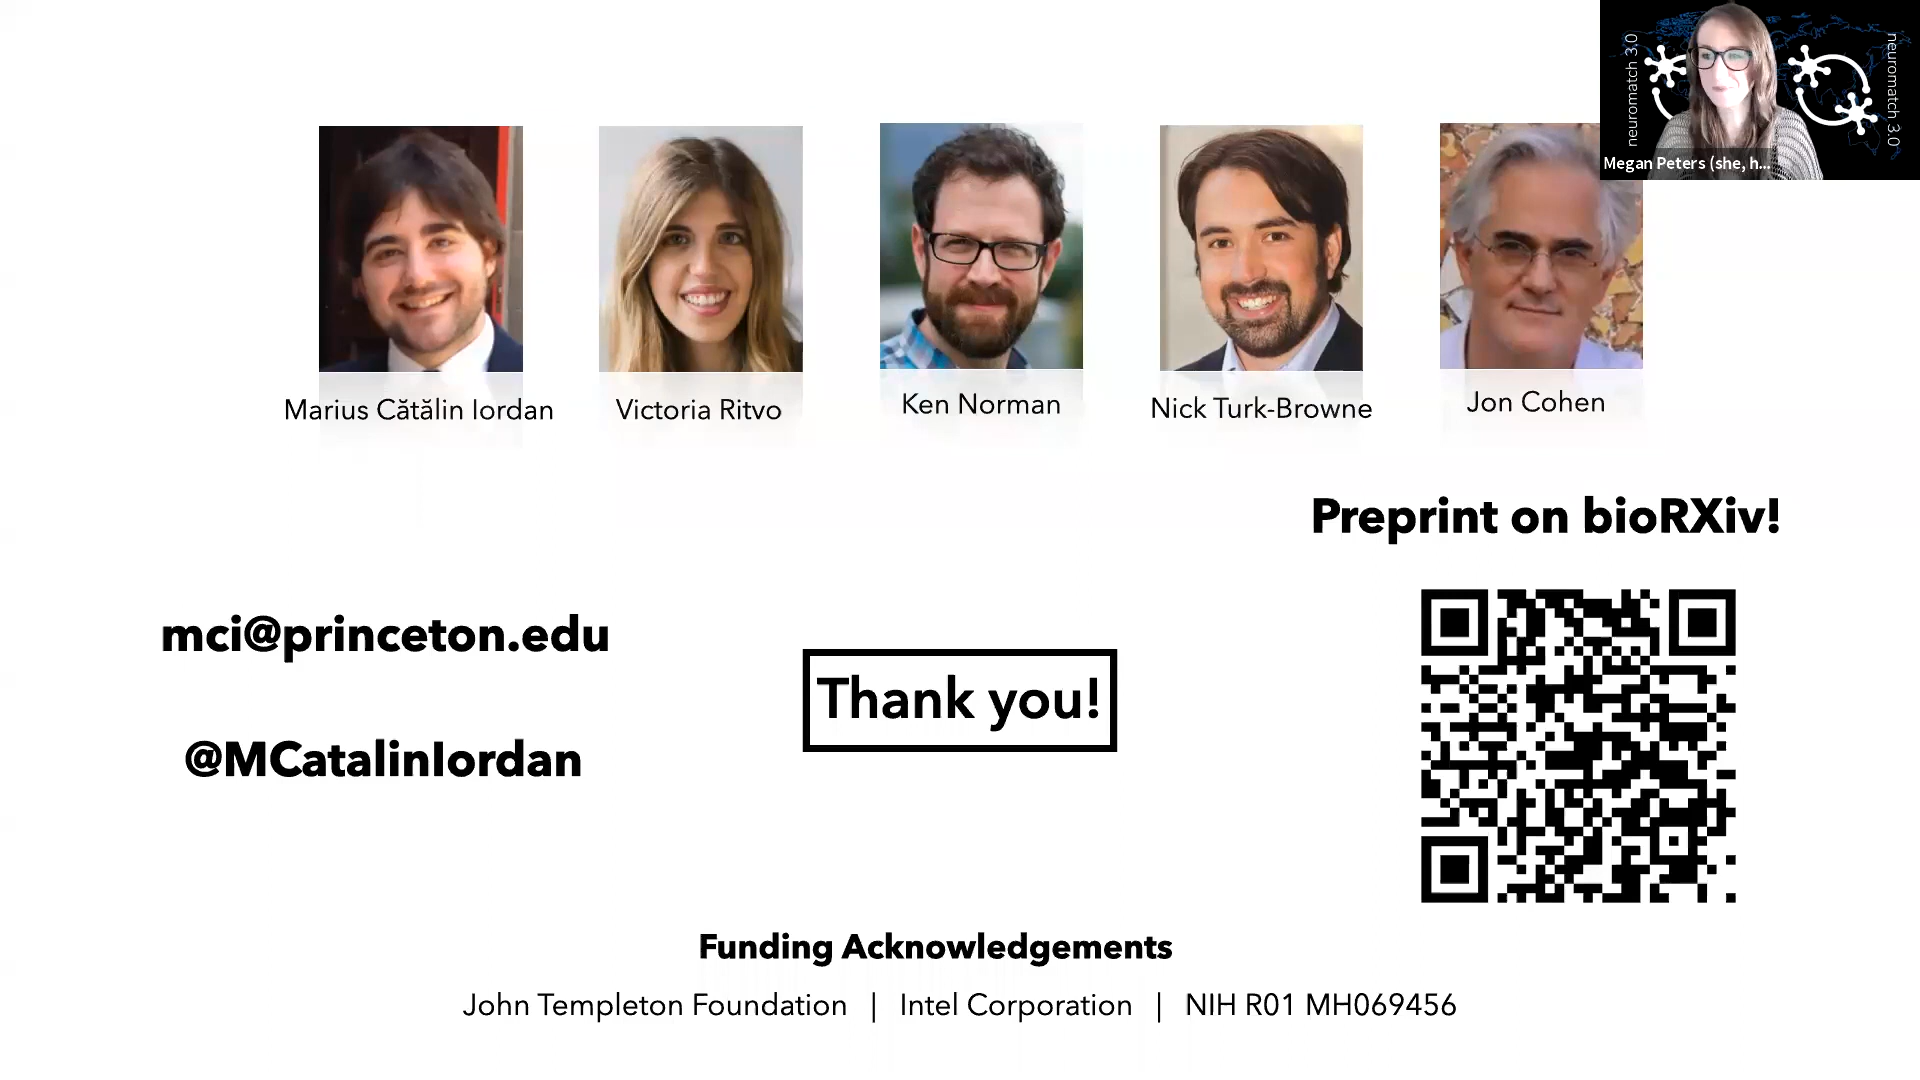 neuromatch 3.0
neuromatch 3.0
Megan Peters (she, h...
Marius Cătălin Iordan
Victoria Ritvo
Ken Norman
Nick Turk-Browne
Jon Cohen
Preprint on bioRXiv!
mci@princeton.edu
Thank you!
@MCatalinIordan
Funding Acknowledgements
John Templeton Foundation | Intel Corporation | NIH R01 MH069456